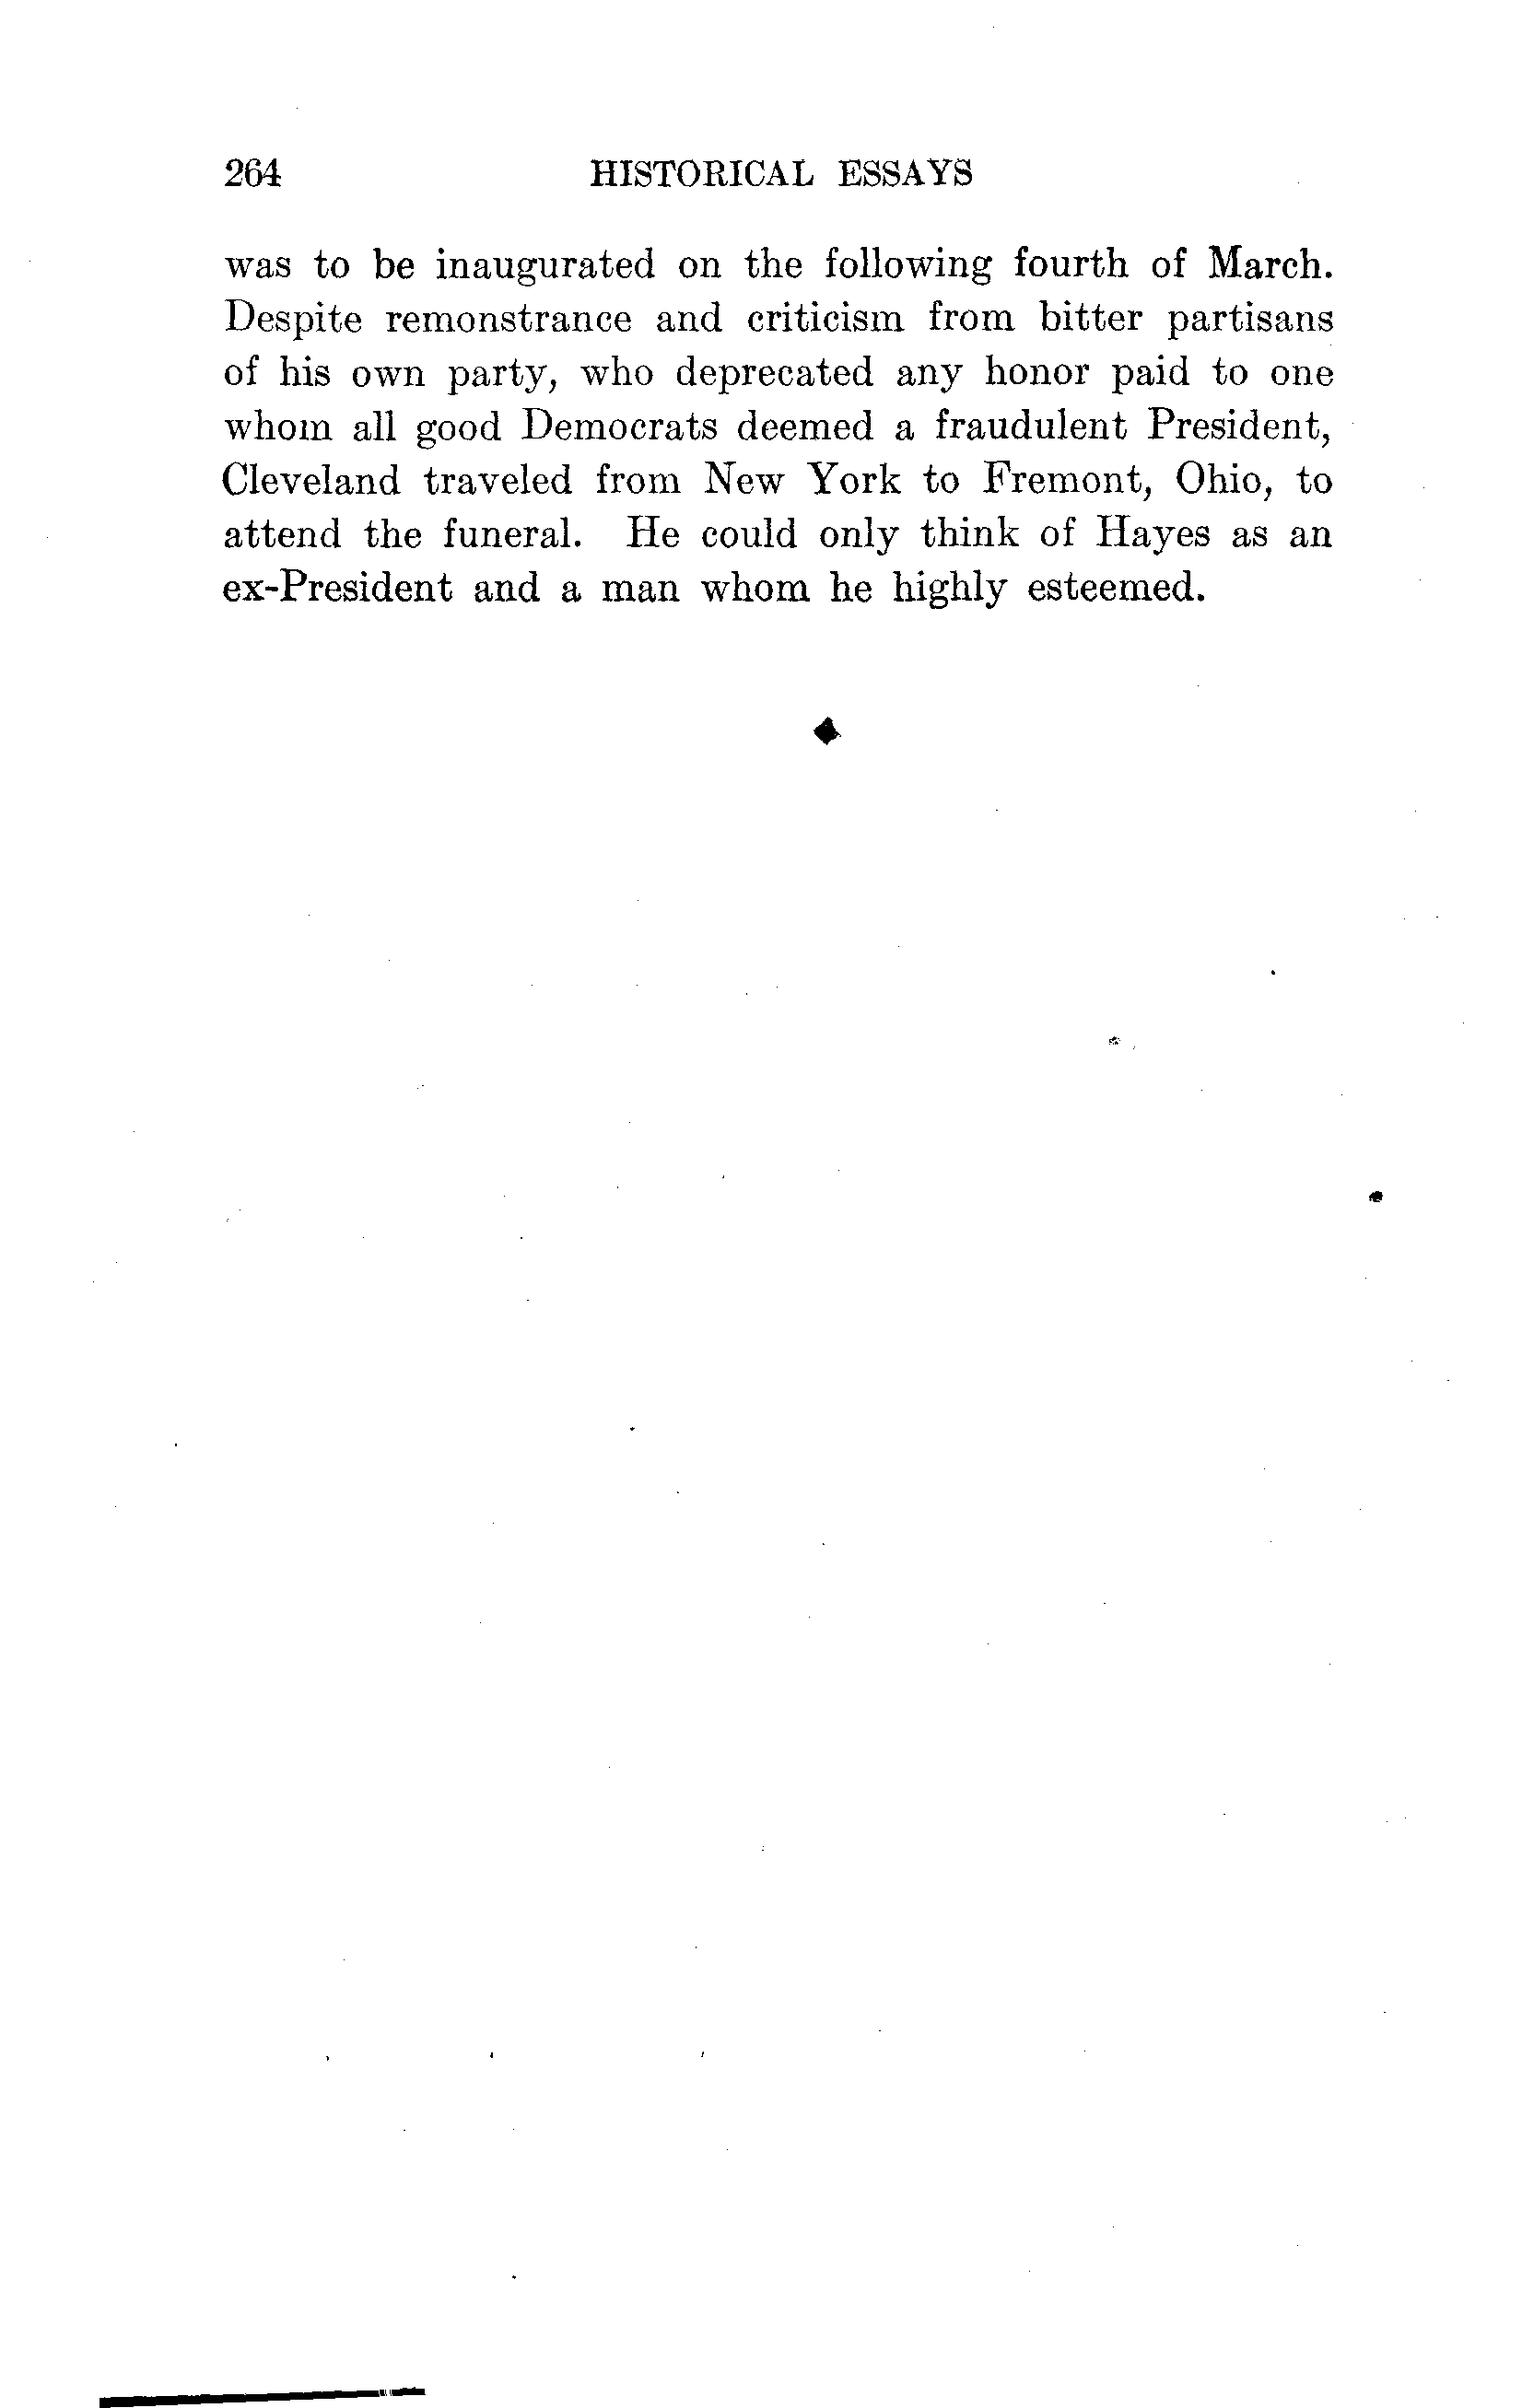 264 HISTORICAL ESSAYS
was to be inaugurated on the following fourth of March.
Despite remonstrance and criticism from bitter partisans
of his own party, who deprecated any honor paid to one
whom all good Democrats deemed a fraudulent President,
Cleveland traveled from New York to Fremont, Ohio, to
attend the funeral. He could only think of Hayes as an
ex-President and a man whom he highly esteemed.